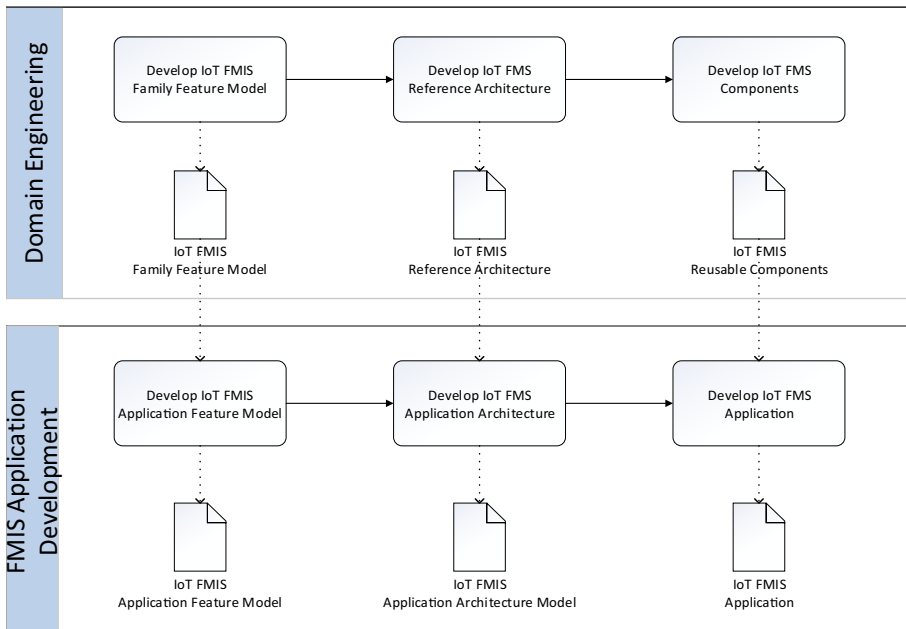 Domain Engineering
Develop IoT FMIS
Family Feature Model
Develop IoT FMS
Reference Architecture
Develop IoT FMS
Components
IoT FMIS
Family Feature Model
IoT FMIS
Reference Architecture
IoT FMIS
Reusable Components
FMIS Application
Development
Develop IoT FMIS
Application Feature Model
Develop IoT FMS
Application Architecture
Develop IoT FMS
Application
IoT FMIS
Application Feature Model
IoT FMIS
Application Architecture Model
IoT FMIS
Application